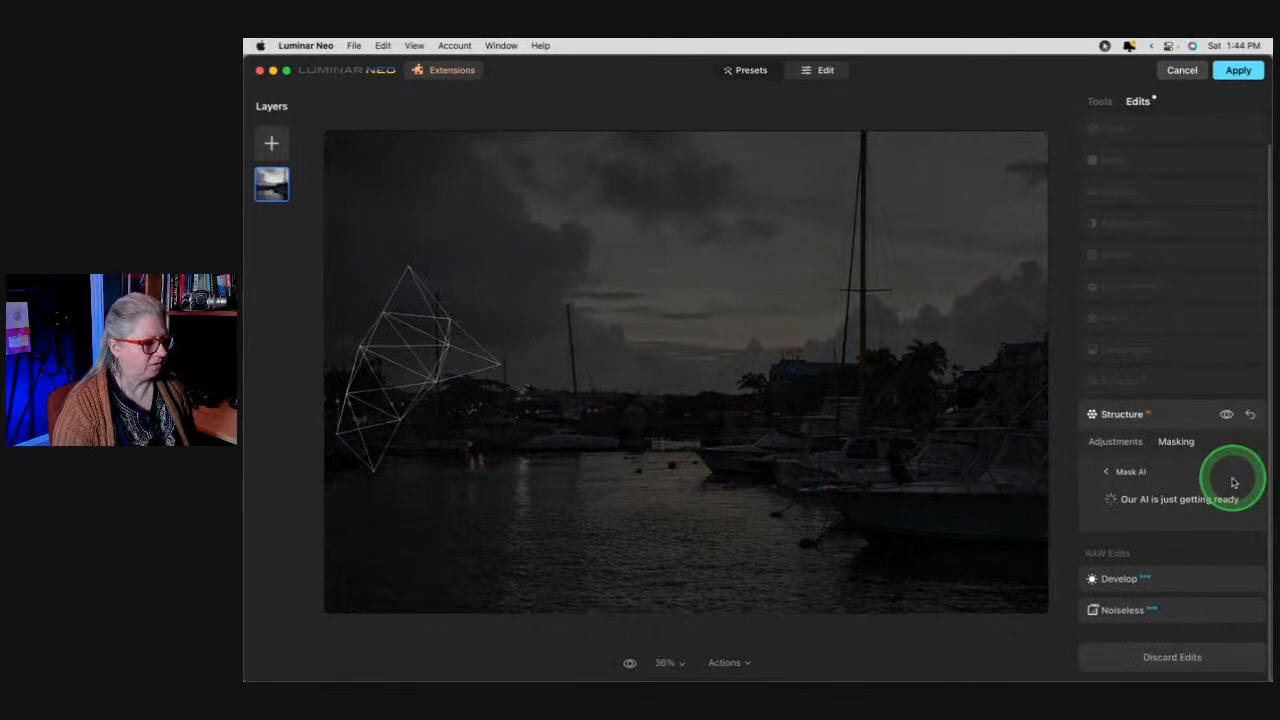 Luminar Neo File Edit View Account Window Help Sat 1:44 PM
LUMINAR NEO Extensions Presets Edit Cancel Apply
Layers
Tools Edits
Structure
Adjustments Masking
Mask AI
Our AI is just getting ready
RAW Edits
Develop
Noiseless
Discard Edits
36% Actions